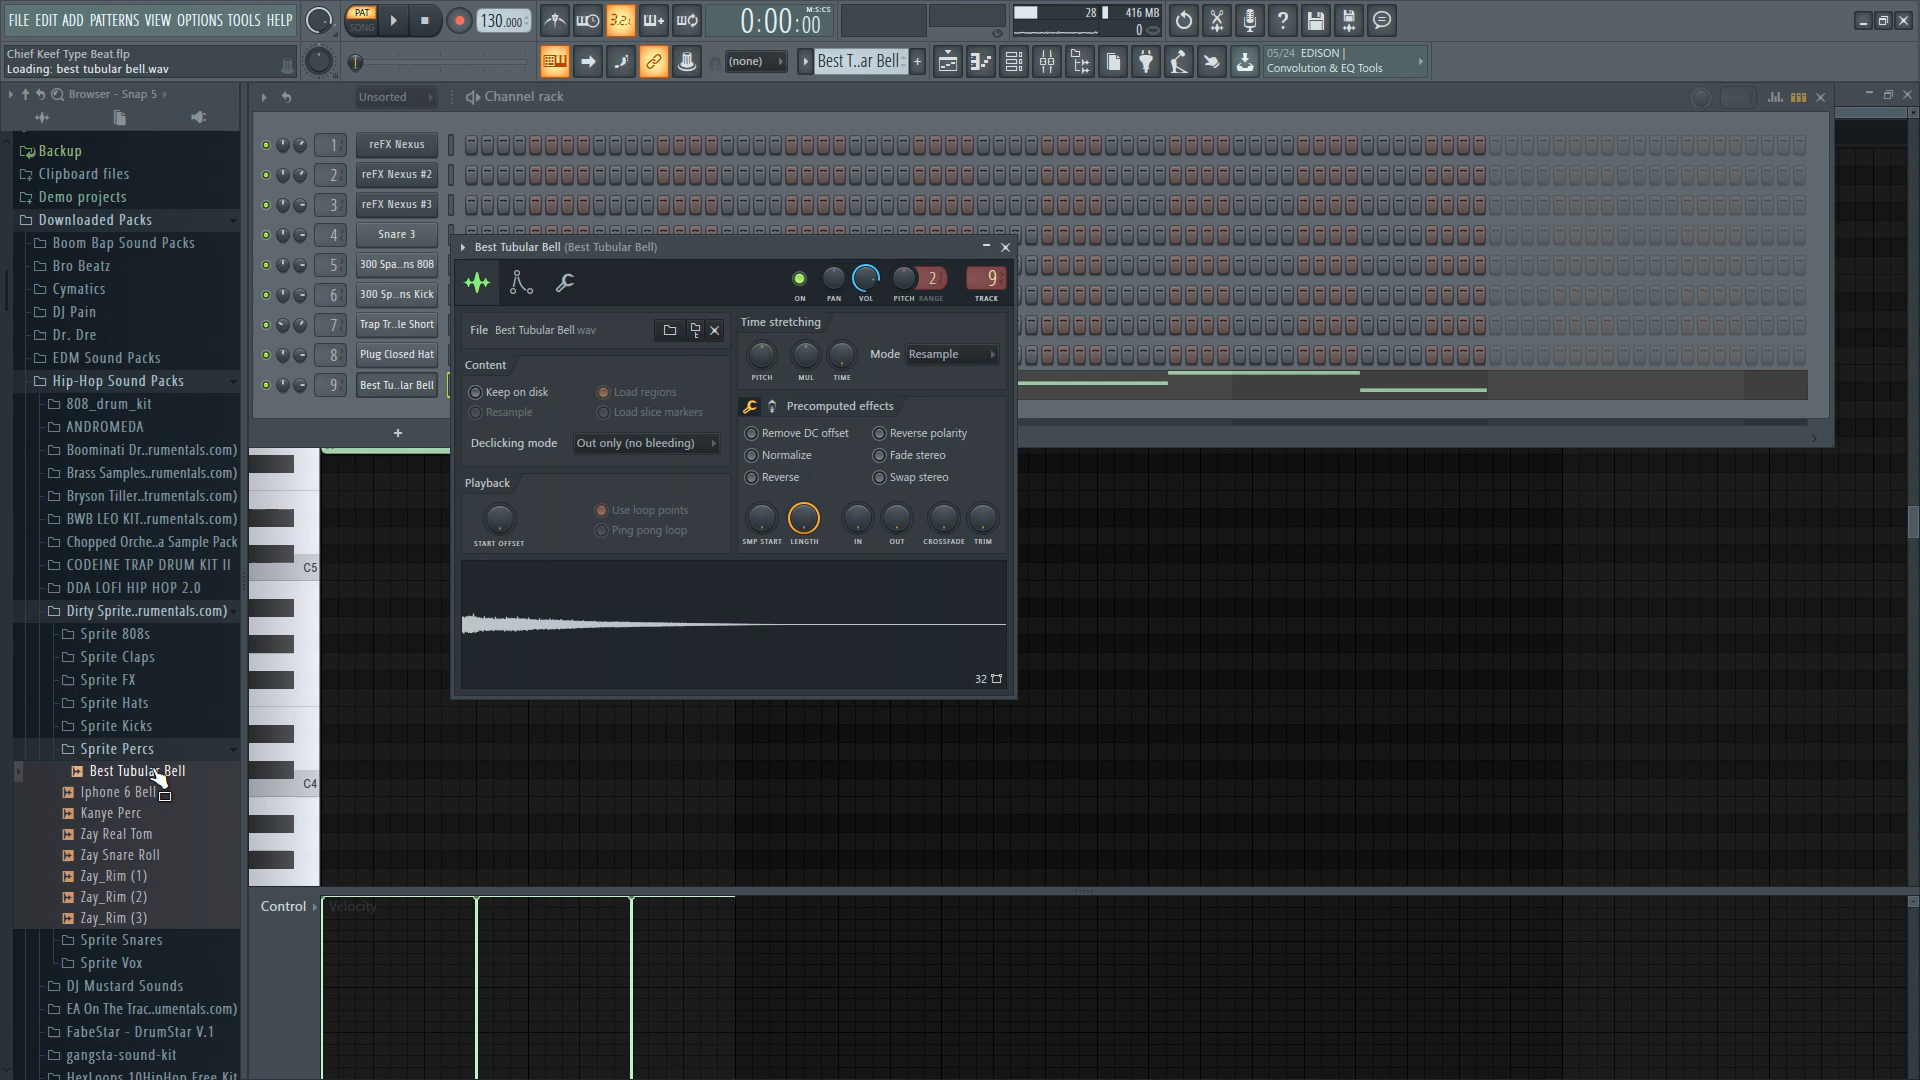 FILE EDIT ADD PATTERNS VIEW OPTIONS TOOLS HELP
PAT
SONG
130.000
3.2.
0:00:00
M:S:CS
28
416 MB
0
Chief Keef Type Beat.flp
Loading: best tubular bell.wav
(none)
Best T..ar Bell
05/24 EDISON |
Convolution & EQ Tools
Browser - Snap 5
Unsorted
Channel rack
Backup
Clipboard files
Demo projects
Downloaded Packs
Boom Bap Sound Packs
Bro Beatz
Cymatics
DJ Pain
Dr. Dre
EDM Sound Packs
Hip-Hop Sound Packs
808_drum_kit
ANDROMEDA
Boominati Dr..rumentals.com)
Brass Samples..rumentals.com)
Bryson Tiller..trumentals.com)
BWB LEO KIT..rumentals.com)
Chopped Orche..a Sample Pack
CODEINE TRAP DRUM KIT II
DDA LOFI HIP HOP 2.0
Dirty Sprite..rumentals.com)
Sprite 808s
Sprite Claps
Sprite FX
Sprite Hats
Sprite Kicks
Sprite Percs
Best Tubular Bell
Iphone 6 Bell
Kanye Perc
Zay Real Tom
Zay Snare Roll
Zay_Rim (1)
Zay_Rim (2)
Zay_Rim (3)
Sprite Snares
Sprite Vox
DJ Mustard Sounds
EA On The Trac..umentals.com)
FabeStar - DrumStar V.1
gangsta-sound-kit
HexLoops 10HipHop Free Kit
1 reFX Nexus
2 reFX Nexus #2
3 reFX Nexus #3
4 Snare 3
5 300 Spa..ns 808
6 300 Sp..ns Kick
7 Trap Tr..le Short
8 Plug Closed Hat
9 Best Tu..lar Bell
+
Best Tubular Bell (Best Tubular Bell)
2
9
ON PAN VOL PITCH RANGE TRACK
File Best Tubular Bell.wav
Content
Keep on disk
Load regions
Resample
Load slice markers
Declicking mode Out only (no bleeding)
Playback
Use loop points
Ping pong loop
START OFFSET
Time stretching
Mode Resample
PITCH MUL TIME
Precomputed effects
Remove DC offset
Reverse polarity
Normalize
Fade stereo
Reverse
Swap stereo
SMP START LENGTH IN OUT CROSSFADE TRIM
32
C5
C4
Control
Velocity